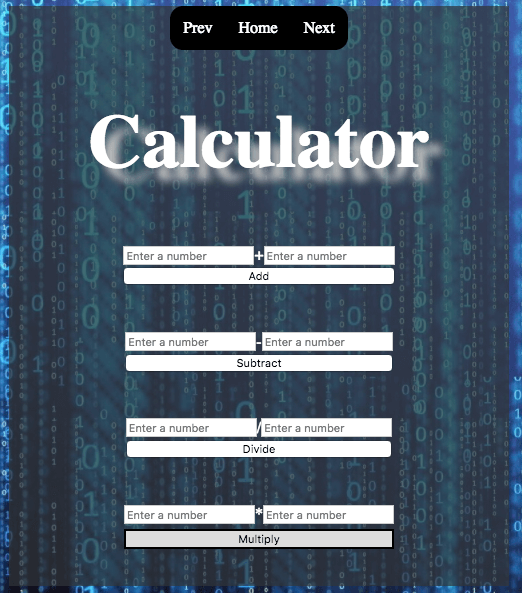 Prev Home Next
Calculator
Enter a number + Enter a number
Add
Enter a number - Enter a number
Subtract
Enter a number / Enter a number
Divide
Enter a number * Enter a number
Multiply